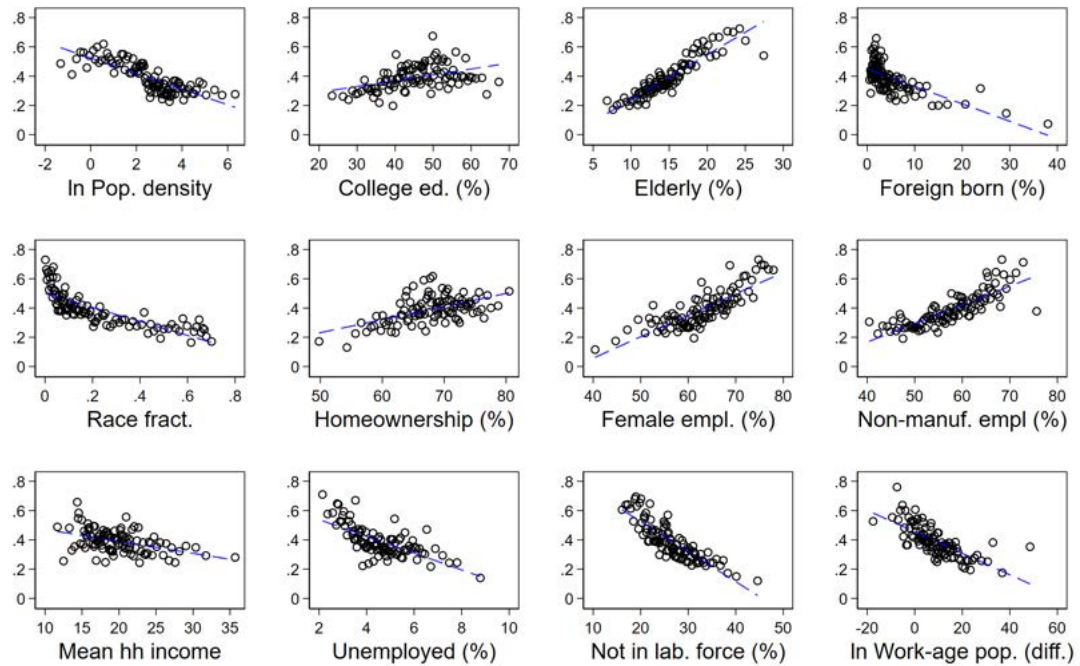 .8 .8 .8 .8
.6 .6 .6 .6
.4 .4 .4 .4
.2 .2 .2 .2
0 0 0 0
-2 0 2 4 6 20 30 40 50 60 70 5 10 15 20 25 30 0 10 20 30 40
ln Pop. density College ed. (%) Elderly (%) Foreign born (%)
.8 .8 .8 .8
.6 .6 .6 .6
.4 .4 .4 .4
.2 .2 .2 .2
0 0 0 0
0 .2 .4 .6 .8 50 60 70 80 40 50 60 70 80 40 50 60 70 80
Race fract. Homeownership (%) Female empl. (%) Non-manuf. empl (%)
.8 .8 .8 .8
.6 .6 .6 .6
.4 .4 .4 .4
.2 .2 .2 .2
0 0 0 0
10 15 20 25 30 35 2 4 6 8 10 10 20 30 40 50 -20 0 20 40 60
Mean hh income Unemployed (%) Not in lab. force (%) ln Work-age pop. (diff.)